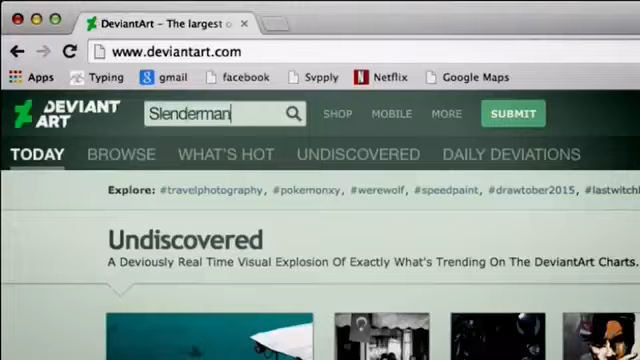 DeviantArt - The largest o
www.deviantart.com
Apps Typing gmail facebook Svpply Netflix Google Maps
DEVIANT ART Slenderman SHOP MOBILE MORE SUBMIT
TODAY BROWSE WHAT'S HOT UNDISCOVERED DAILY DEVIATIONS
Explore: #travelphotography, #pokemonxy, #werewolf, #speedpaint, #drawtober2015, #lastwitchh
Undiscovered
A Deviously Real Time Visual Explosion Of Exactly What's Trending On The DeviantArt Charts.